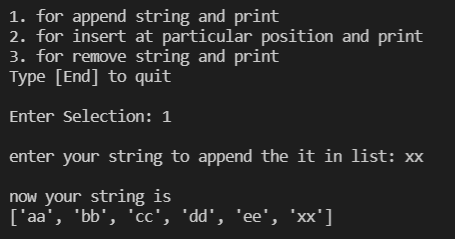 1. for append string and print
2. for insert at particular position and print
3. for remove string and print
Type [End] to quit
Enter Selection: 1
enter your string to append the it in list: xx
now your string is
['aa', 'bb', 'cc', 'dd', 'ee', 'xx']